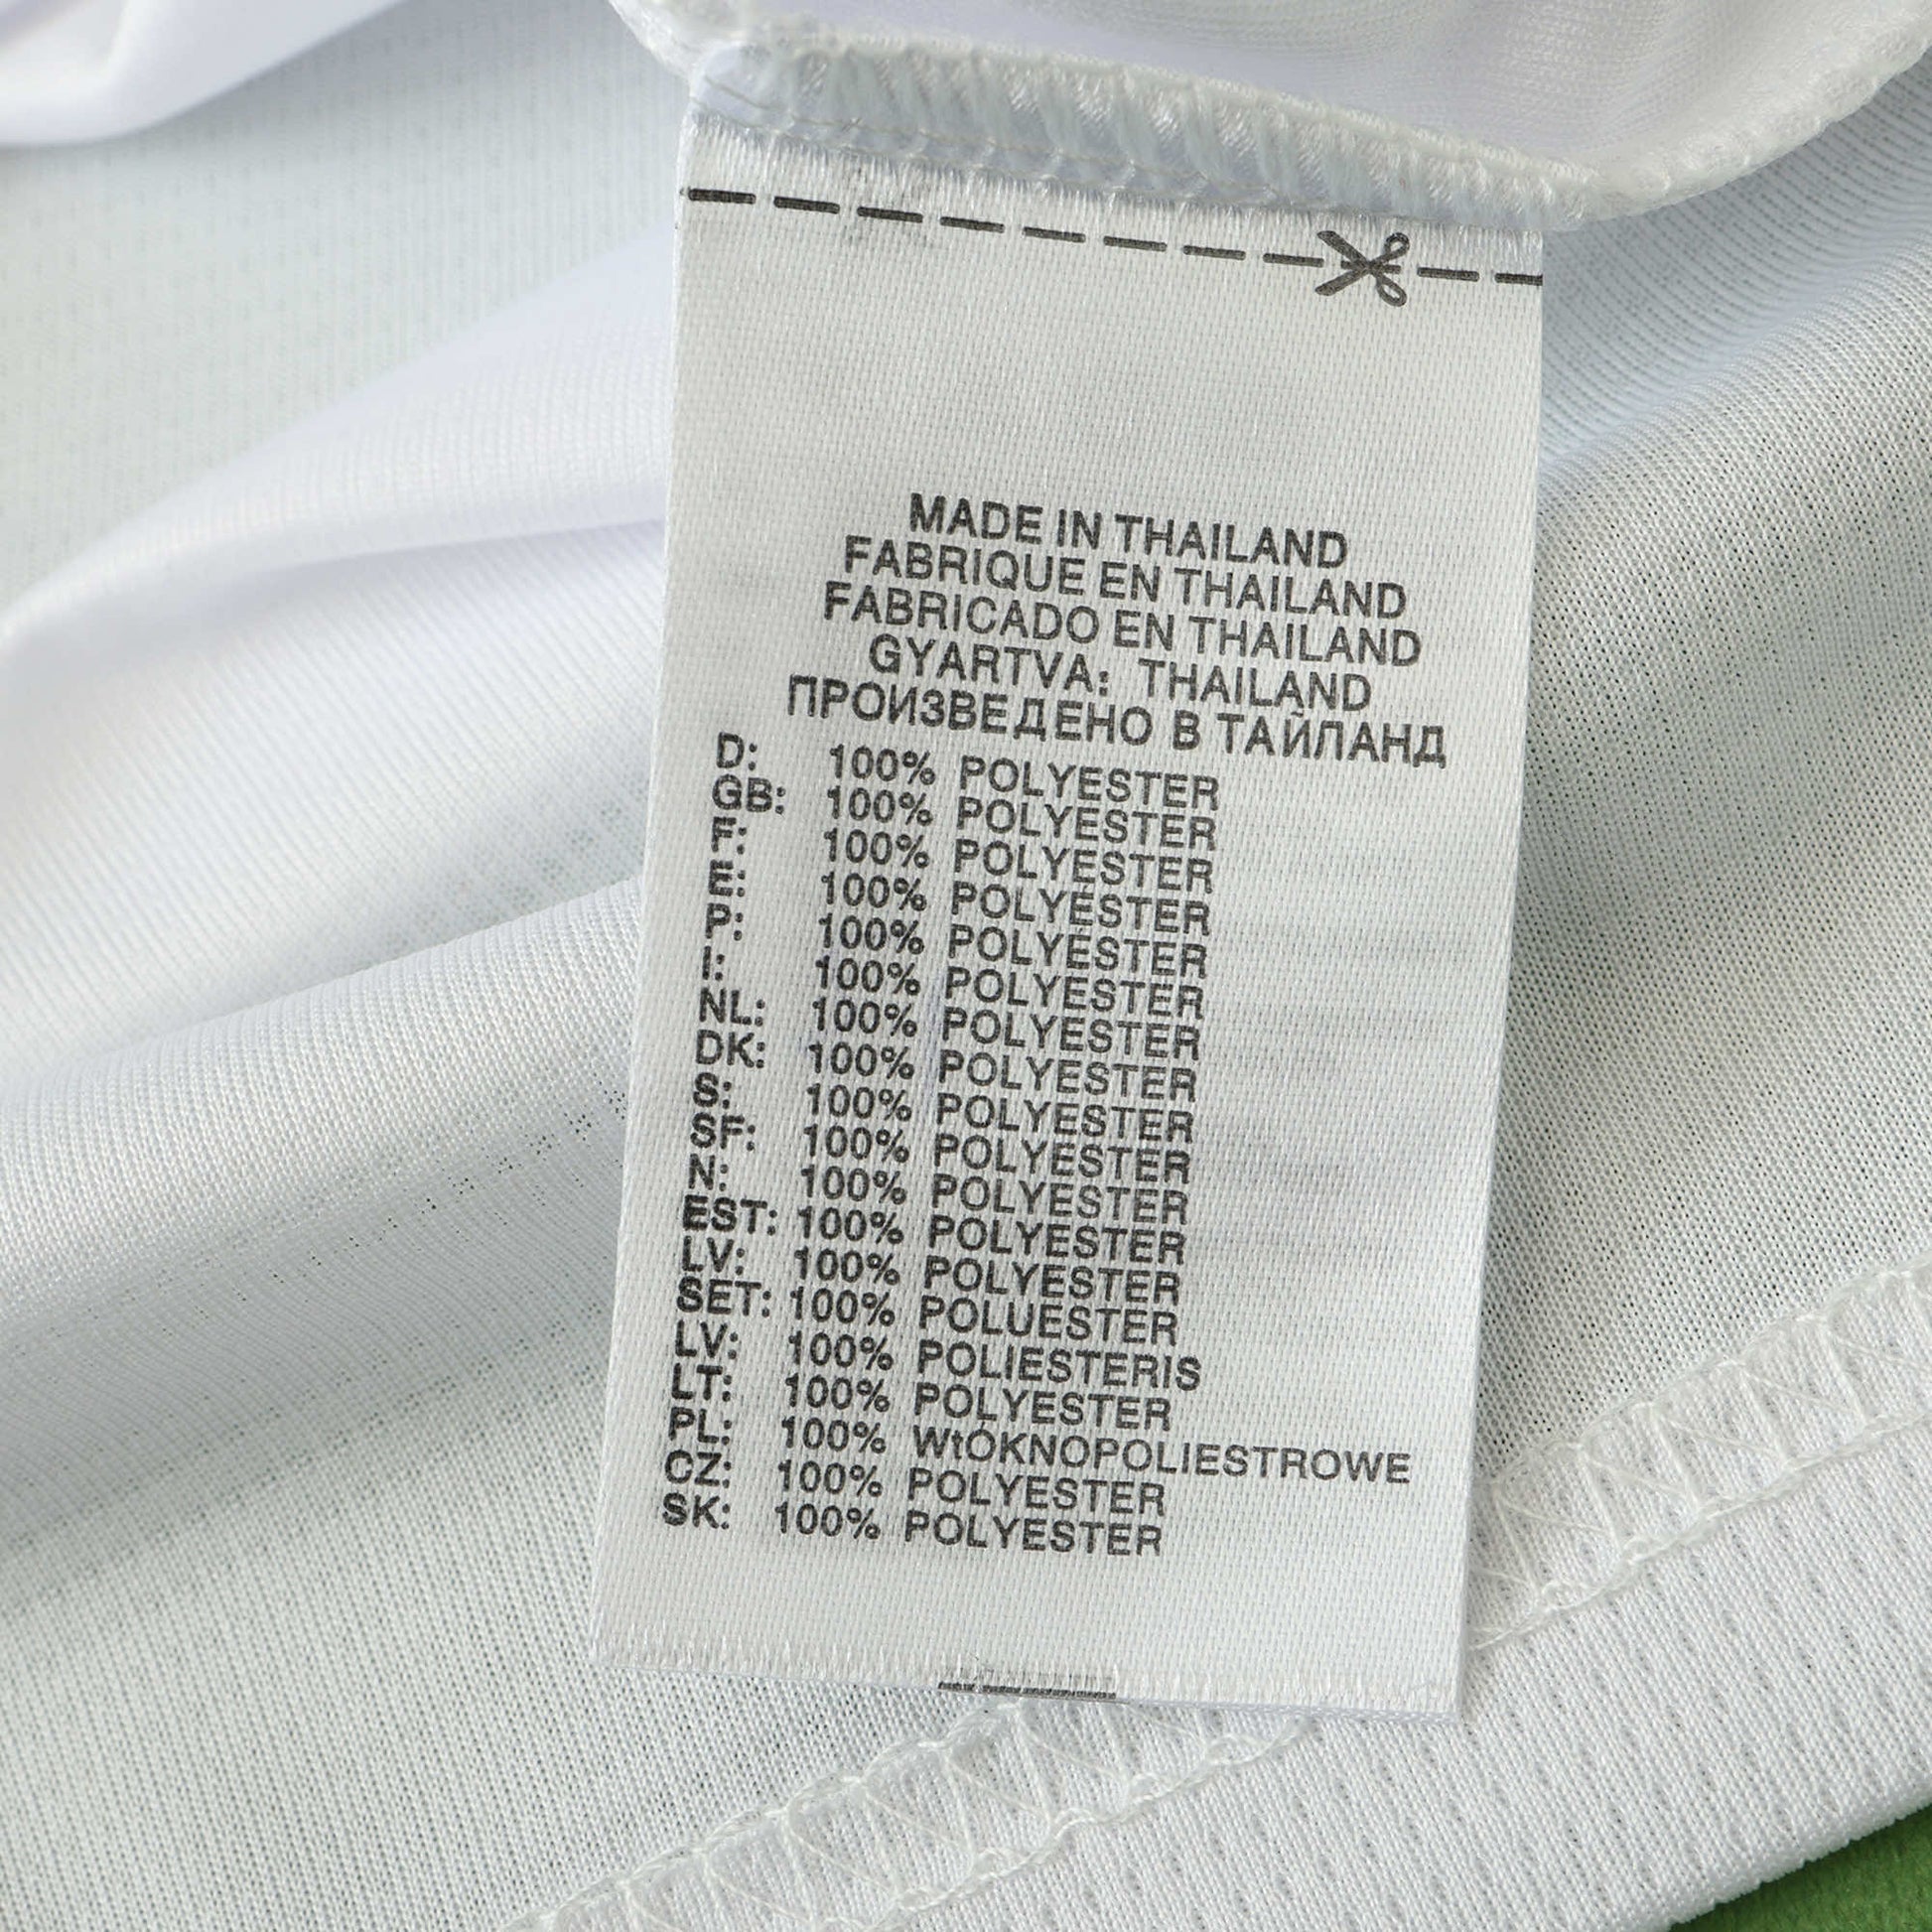 MADE IN THAILAND
FABRIQUE EN THAILAND
FABRICADO EN THAILAND
GYARTVA: THAILAND
ПРОИЗВЕДЕНО В ТАЙЛАНД
D: 100% POLYESTER
GB: 100% POLYESTER
F: 100% POLYESTER
E: 100% POLYESTER
P: 100% POLYESTER
I: 100% POLYESTER
NL: 100% POLYESTER
DK: 100% POLYESTER
S: 100% POLYESTER
SF: 100% POLYESTER
N: 100% POLYESTER
EST: 100% POLYESTER
LV: 100% POLYESTER
SET: 100% POLUESTER
LV: 100% POLIESTERIS
LT: 100% POLYESTER
PL: 100% WŁÓKNOPOLIESTROWE
CZ: 100% POLYESTER
SK: 100% POLYESTER